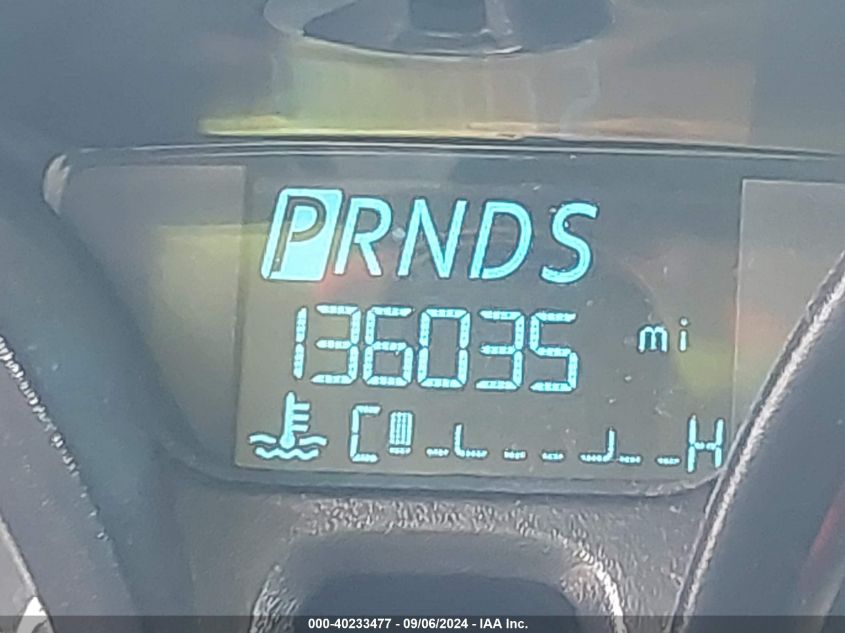 PRNDS
136035 mi
C H
000-40233477 - 09/06/2024 - IAA Inc.